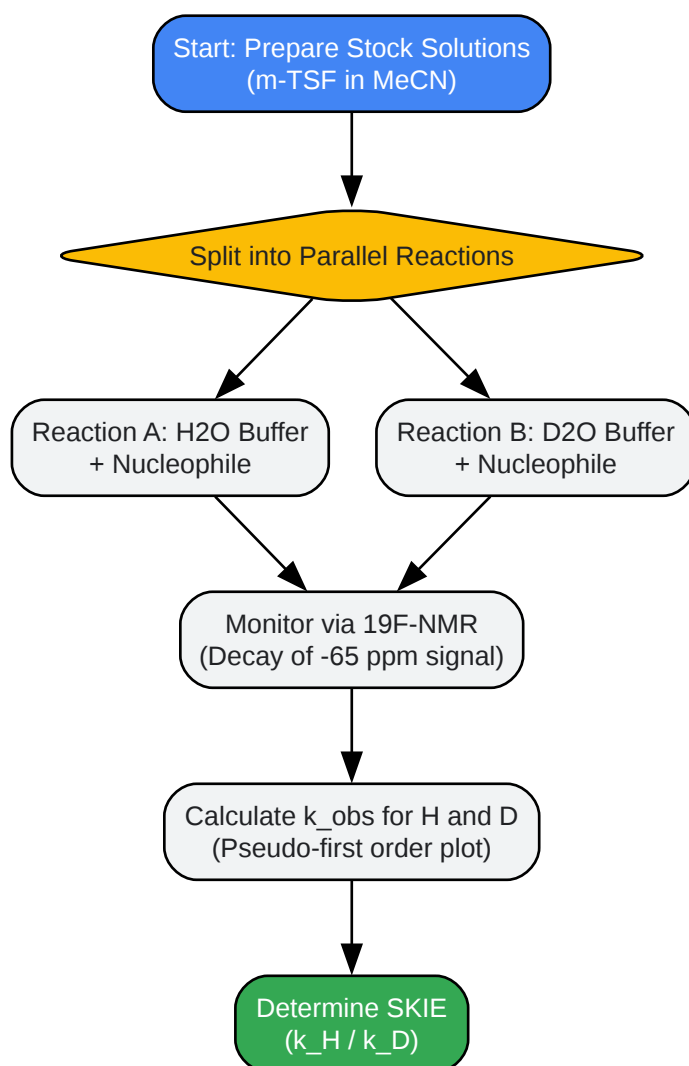 Start: Prepare Stock Solutions
(m-TSF in MeCN)
Split into Parallel Reactions
Reaction A: H2O Buffer
+ Nucleophile
Reaction B: D2O Buffer
+ Nucleophile
Monitor via 19F-NMR
(Decay of -65 ppm signal)
Calculate k_obs for H and D
(Pseudo-first order plot)
Determine SKIE
(k_H / k_D)